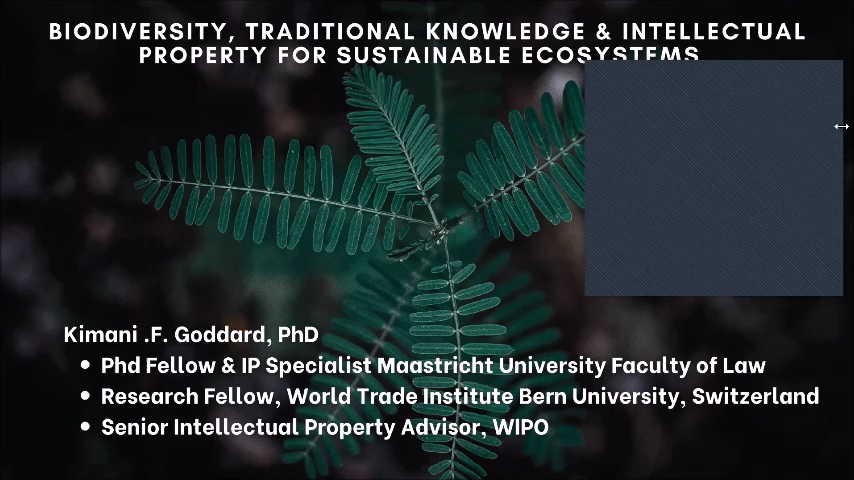 BIODIVERSITY, TRADITIONAL KNOWLEDGE & INTELLECTUAL
PROPERTY FOR SUSTAINABLE ECOSYSTEMS
Kimani .F. Goddard, PhD
• Phd Fellow & IP Specialist Maastricht University Faculty of Law
• Research Fellow, World Trade Institute Bern University, Switzerland
• Senior Intellectual Property Advisor, WIPO